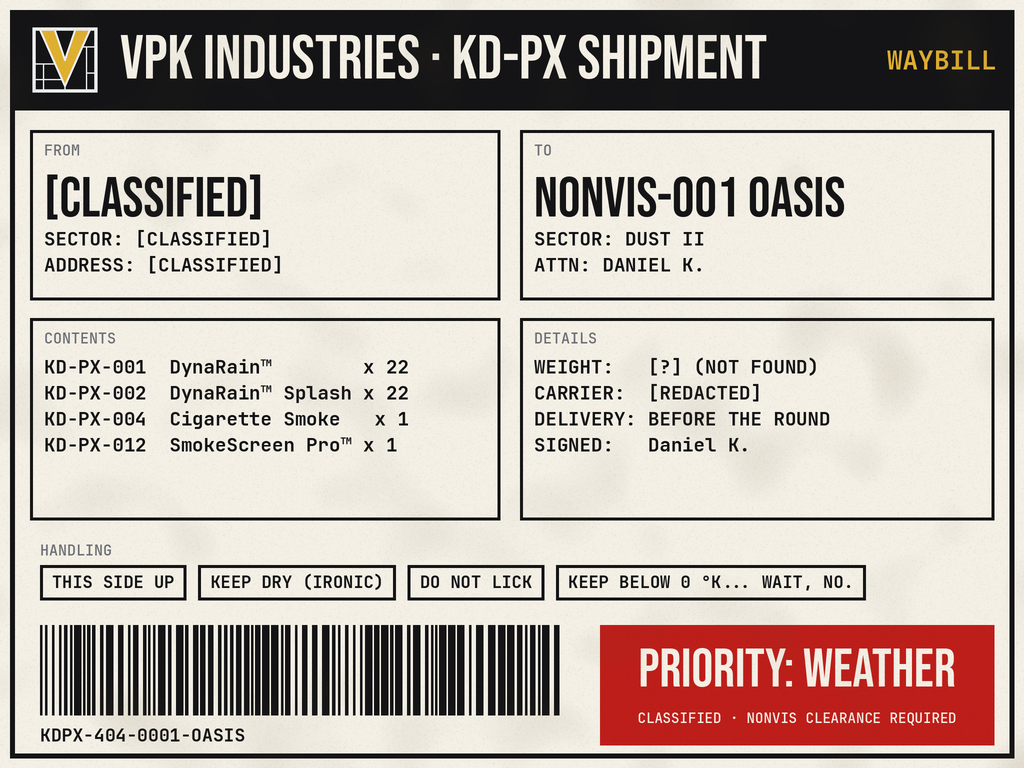 V
VPK INDUSTRIES · KD-PX SHIPMENT
WAYBILL
FROM
[CLASSIFIED]
SECTOR: [CLASSIFIED]
ADDRESS: [CLASSIFIED]
TO
NONVIS-001 OASIS
SECTOR: DUST II
ATTN: DANIEL K.
CONTENTS
KD-PX-001 DynaRain™ x 22
KD-PX-002 DynaRain™ Splash x 22
KD-PX-004 Cigarette Smoke x 1
KD-PX-012 SmokeScreen Pro™ x 1
DETAILS
WEIGHT: [?] (NOT FOUND)
CARRIER: [REDACTED]
DELIVERY: BEFORE THE ROUND
SIGNED: Daniel K.
HANDLING
THIS SIDE UP
KEEP DRY (IRONIC)
DO NOT LICK
KEEP BELOW 0 °K... WAIT, NO.
KDPX-404-0001-OASIS
PRIORITY: WEATHER
CLASSIFIED · NONVIS CLEARANCE REQUIRED